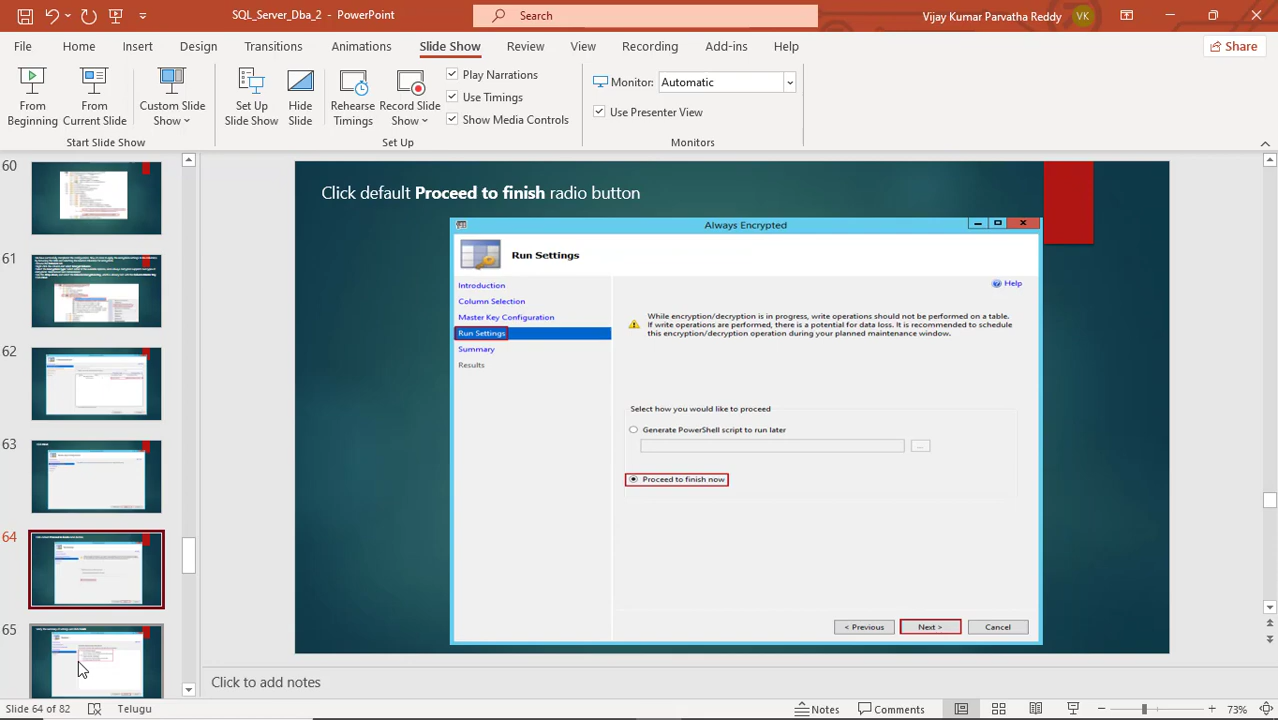 SQL_Server_Dba_2 - PowerPoint
Search
Vijay Kumar Parvatha Reddy
VK
File Home Insert Design Transitions Animations Slide Show Review View Recording Add-ins Help
Share
From Beginning
From Current Slide
Custom Slide Show
Set Up Slide Show
Hide Slide
Rehearse Timings
Record Slide Show
Play Narrations
Use Timings
Show Media Controls
Monitor: Automatic
Use Presenter View
Start Slide Show
Set Up
Monitors
60
61
62
63
64
65
Click default Proceed to finish radio button
Always Encrypted
Run Settings
Introduction
Column Selection
Master Key Configuration
Run Settings
Summary
Results
Help
While encryption/decryption is in progress, write operations should not be performed on a table.
If write operations are performed, there is a potential for data loss. It is recommended to schedule
this encryption/decryption operation during your planned maintenance window.
Select how you would like to proceed
Generate PowerShell script to run later
...
Proceed to finish now
< Previous
Next >
Cancel
Click to add notes
Slide 64 of 82
Telugu
Notes
Comments
73%